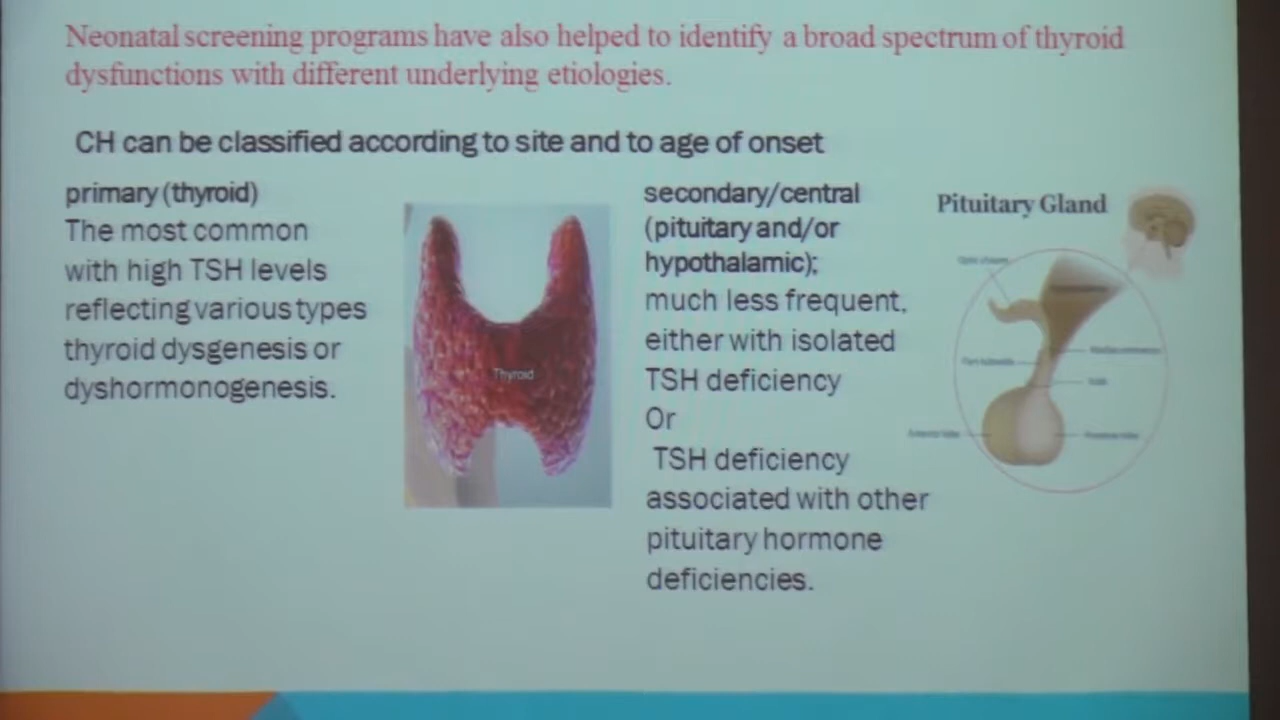 Neonatal screening programs have also helped to identify a broad spectrum of thyroid
dysfunctions with different underlying etiologies.
CH can be classified according to site and to age of onset
primary (thyroid)
The most common
with high TSH levels
reflecting various types
thyroid dysgenesis or
dyshormonogenesis.
Thyroid
secondary/central
(pituitary and/or
hypothalamic);
much less frequent,
either with isolated
TSH deficiency
Or
TSH deficiency
associated with other
pituitary hormone
deficiencies.
Pituitary Gland